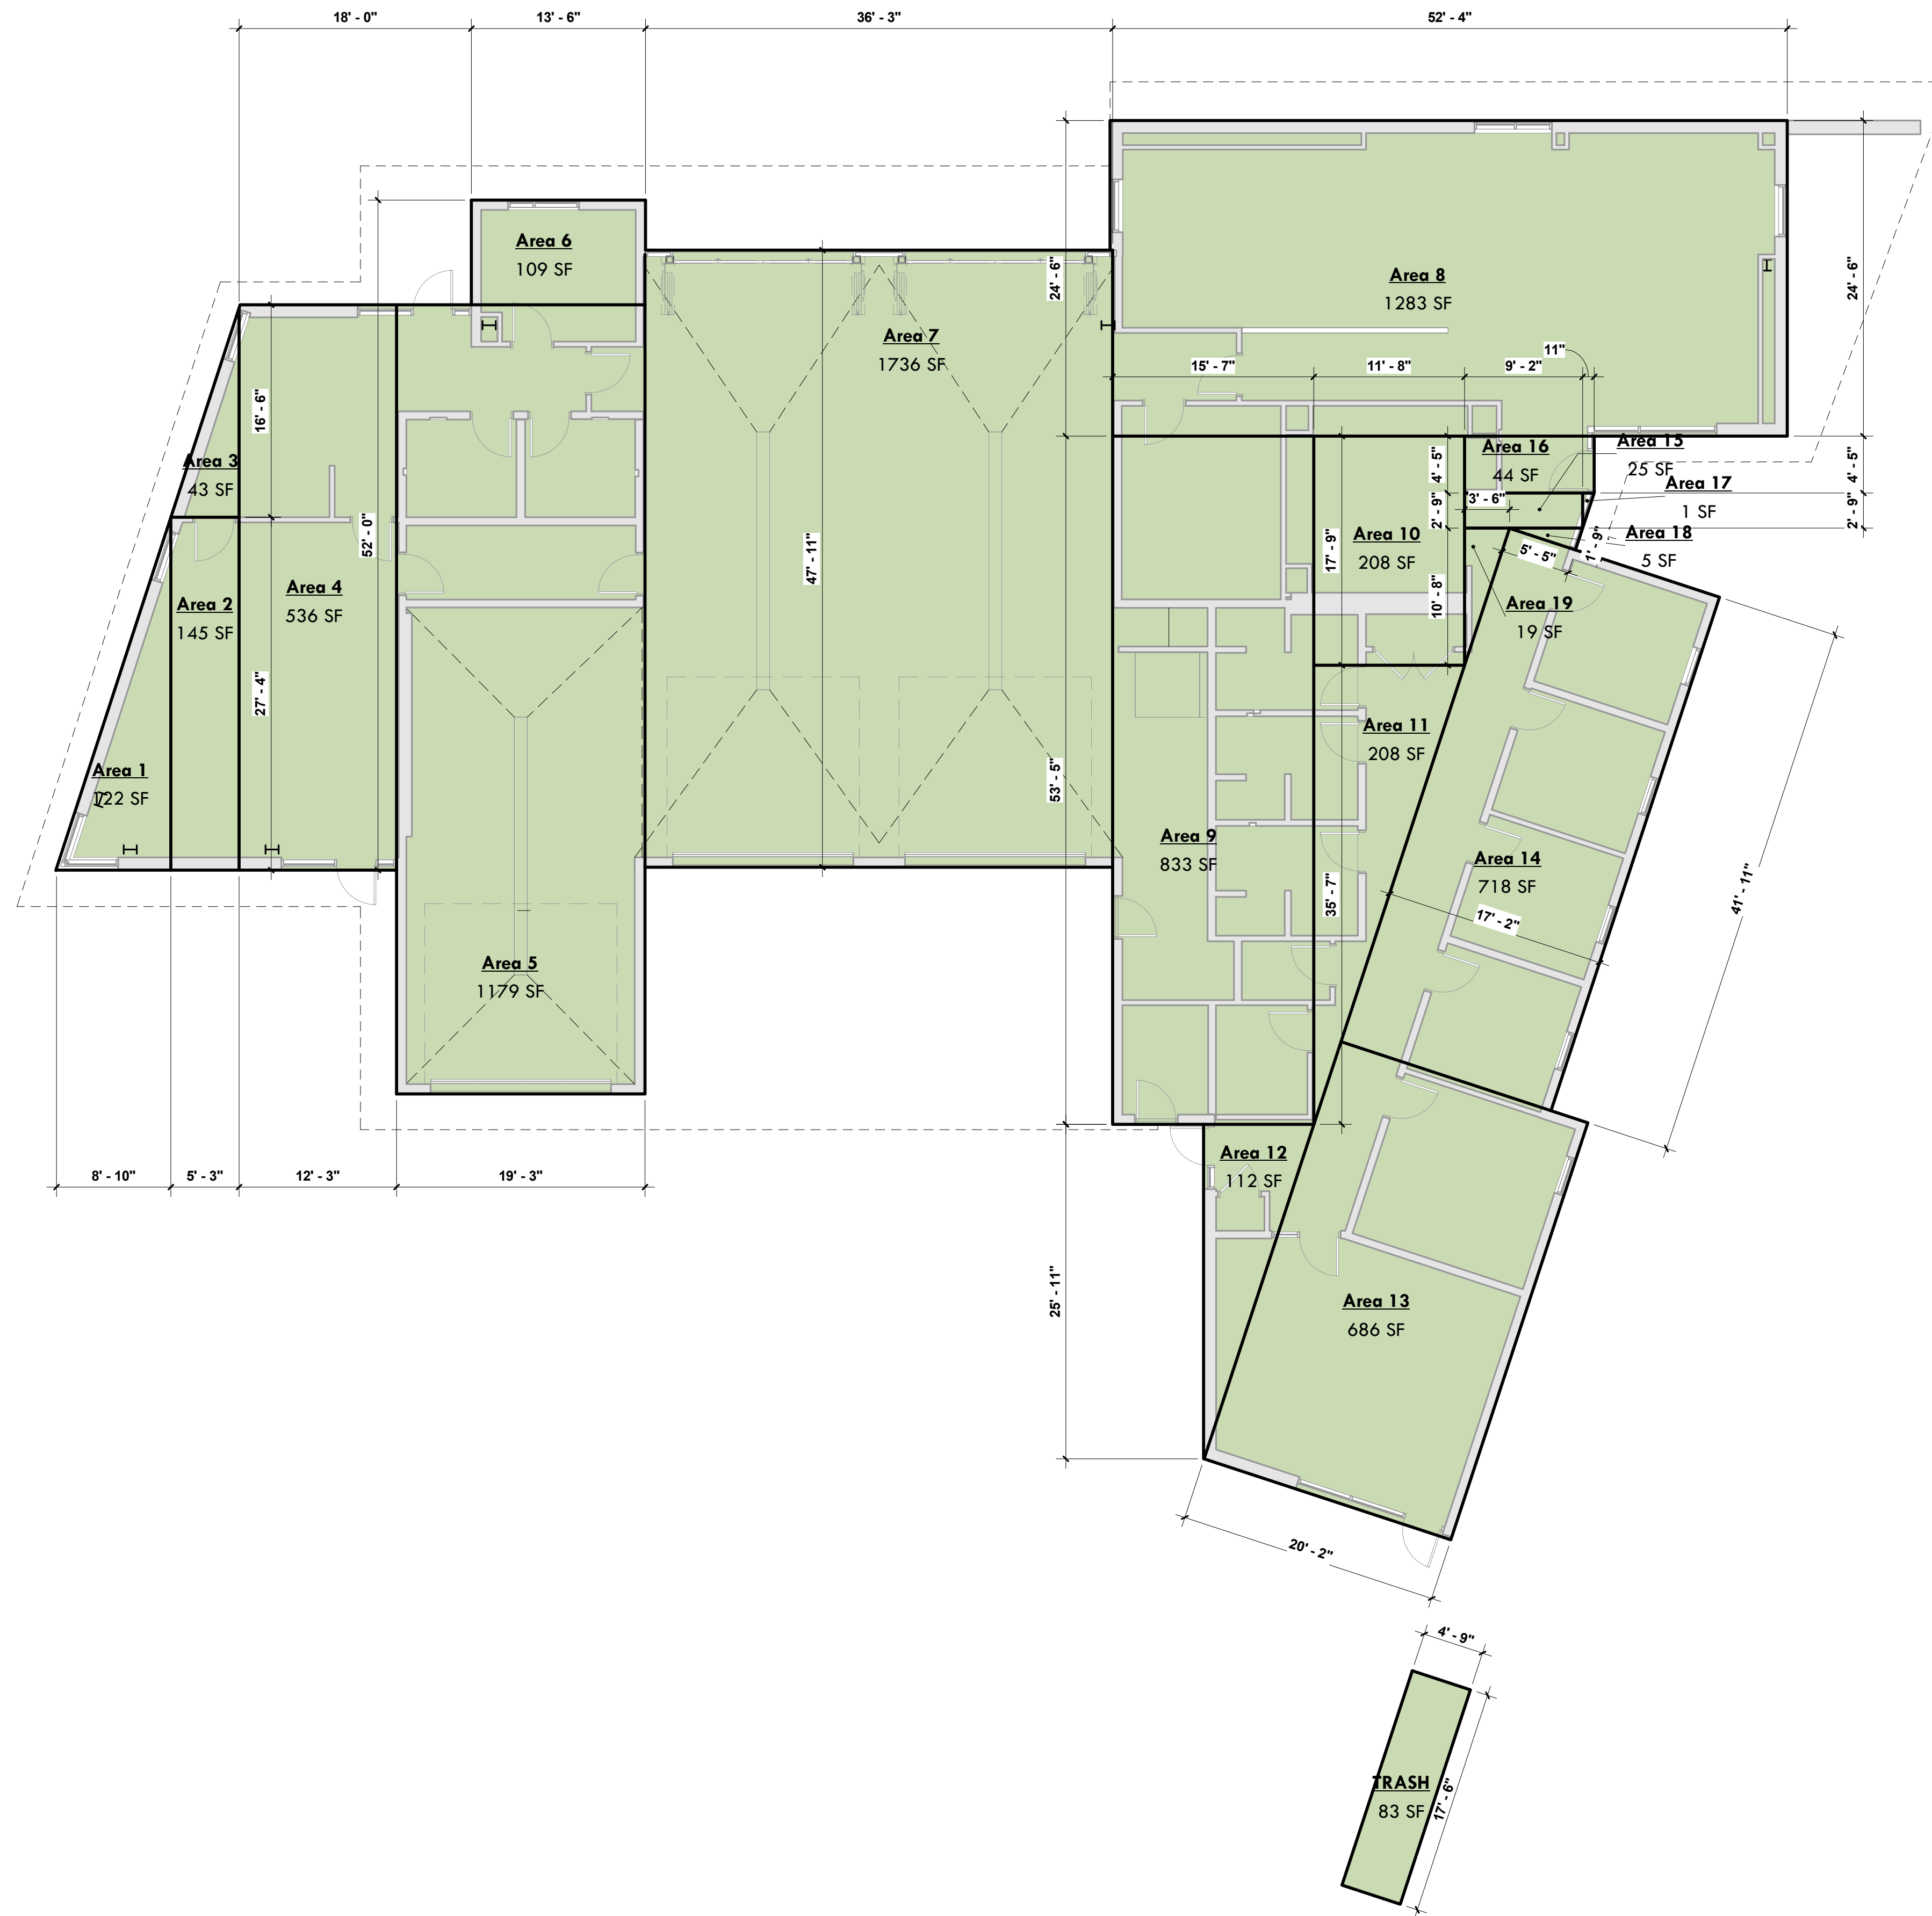 18' - 0"
13' - 6"
36' - 3"
52' - 4"
Area 6
109 SF
24' - 6"
Area 8
1283 SF
24' - 6"
Area 7
1736 SF
11"
15' - 7"
11' - 8"
9' - 2"
16' - 6"
Area 3
43 SF
Area 16
44 SF
Area 15
25 SF
4' - 5"
4' - 5"
Area 17
1 SF
3' - 6"
2' - 9"
2' - 9"
52' - 0"
47' - 11"
17' - 9"
Area 10
208 SF
5' - 5"
1' - 9"
Area 18
5 SF
10' - 8"
Area 19
19 SF
Area 2
145 SF
Area 4
536 SF
27' - 4"
Area 11
208 SF
Area 1
122 SF
53' - 5"
Area 9
833 SF
35' - 7"
Area 14
718 SF
17' - 2"
41' - 11"
Area 5
1179 SF
8' - 10"
5' - 3"
12' - 3"
19' - 3"
Area 12
112 SF
25' - 11"
Area 13
686 SF
20' - 2"
4' - 9"
TRASH
83 SF
17' - 6"